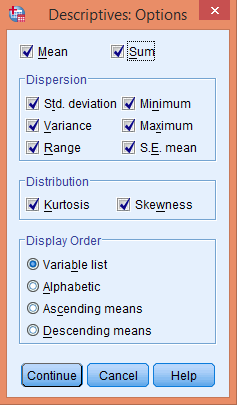 Descriptives: Options
Mean Sum
Dispersion
Std. deviation Minimum
Variance Maximum
Range S.E. mean
Distribution
Kurtosis Skewness
Display Order
Variable list
Alphabetic
Ascending means
Descending means
Continue Cancel Help